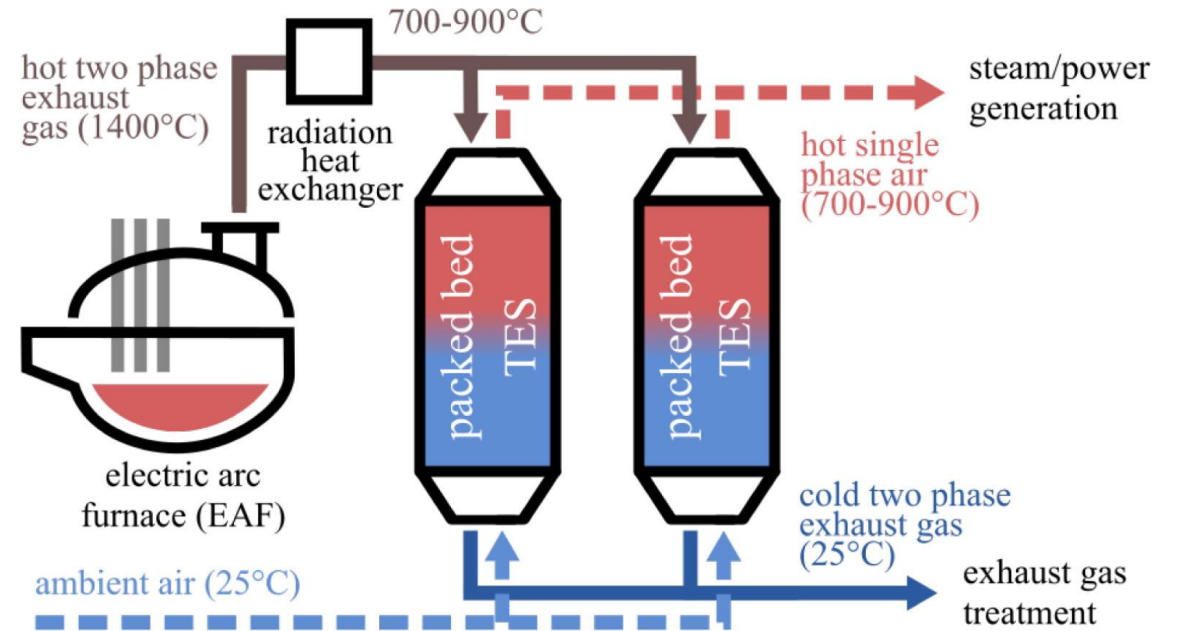 700-900°C
hot two phase
exhaust
gas (1400°C)
radiation
heat
exchanger
steam/power
generation
hot single
phase air
(700-900°C)
packed bed
TES
packed bed
TES
electric arc
furnace (EAF)
cold two phase
exhaust gas
(25°C)
ambient air (25°C)
exhaust gas
treatment